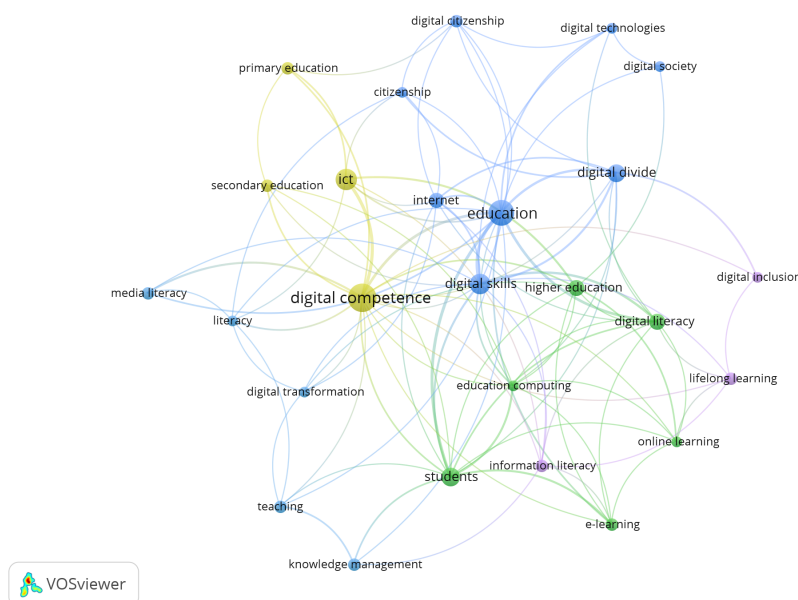 digital citizenship
digital technologies
primary education
digital society
citizenship
ict
digital divide
secondary education
internet
education
digital inclusion
digital skills
higher education
media literacy
digital competence
literacy
digital literacy
lifelong learning
education computing
digital transformation
online learning
information literacy
students
teaching
e-learning
knowledge management
VOSviewer